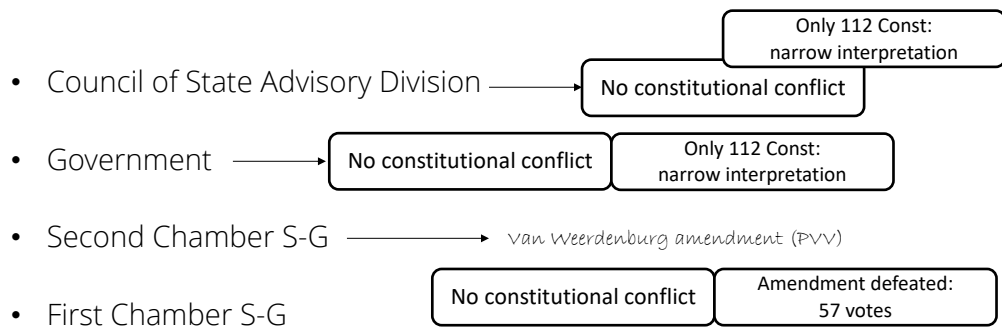 Only 112 Const:
narrow interpretation
• Council of State Advisory Division
No constitutional conflict
• Government
No constitutional conflict
Only 112 Const:
narrow interpretation
• Second Chamber S-G
Van Weerdenburg amendment (PVV)
No constitutional conflict
Amendment defeated:
57 votes
• First Chamber S-G